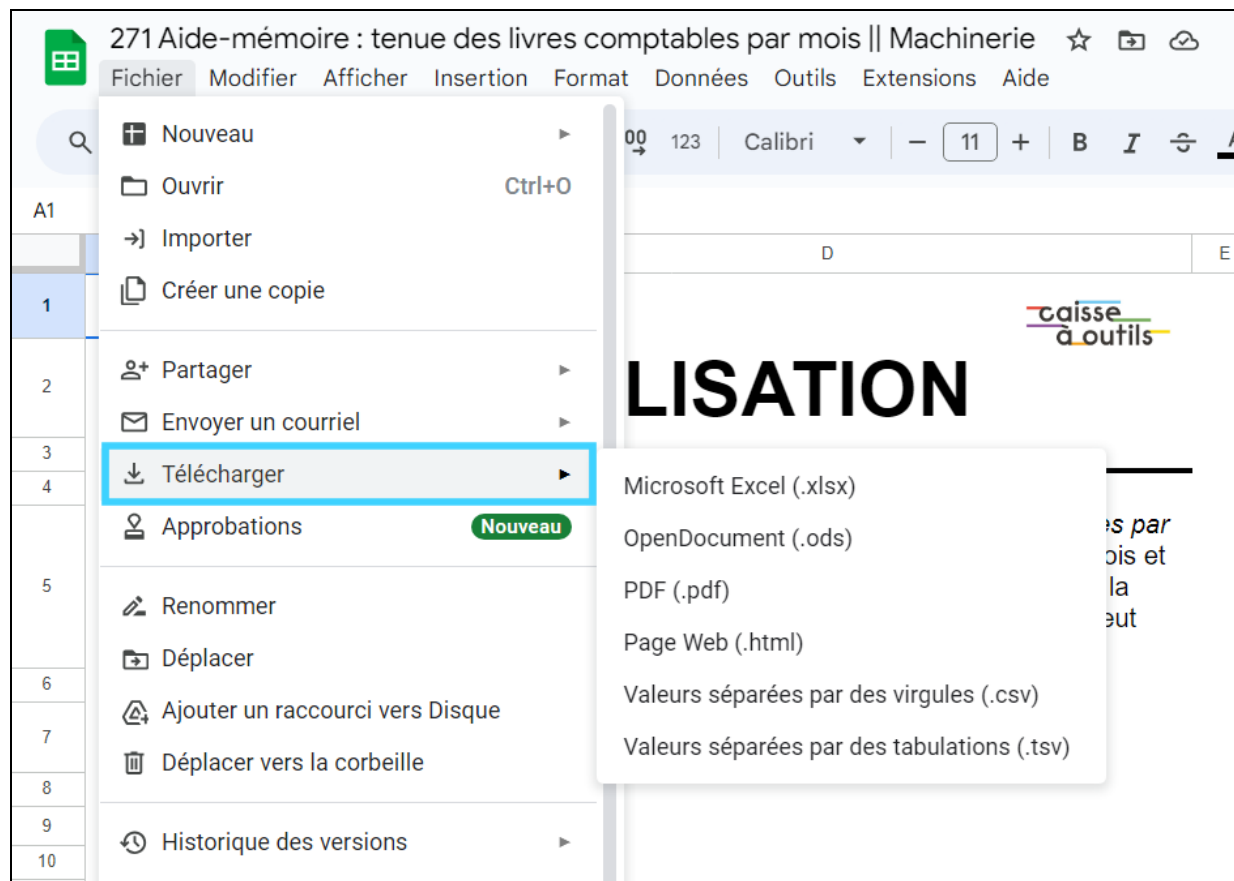 271 Aide-mémoire : tenue des livres comptables par mois || Machinerie
Fichier Modifier Afficher Insertion Format Données Outils Extensions Aide
Nouveau
00 123 Calibri 11 B I S A
Ouvrir Ctrl+O
A1
Importer
D E
Créer une copie
1
caisse
à outils
Partager
2
LISATION
Envoyer un courriel
3
Télécharger
4
Microsoft Excel (.xlsx)
Approbations Nouveau
OpenDocument (.ods)
es par
ois et
5
PDF (.pdf)
la
Renommer
eut
Page Web (.html)
Déplacer
6
Valeurs séparées par des virgules (.csv)
Ajouter un raccourci vers Disque
7
Valeurs séparées par des tabulations (.tsv)
Déplacer vers la corbeille
8
9
Historique des versions
10